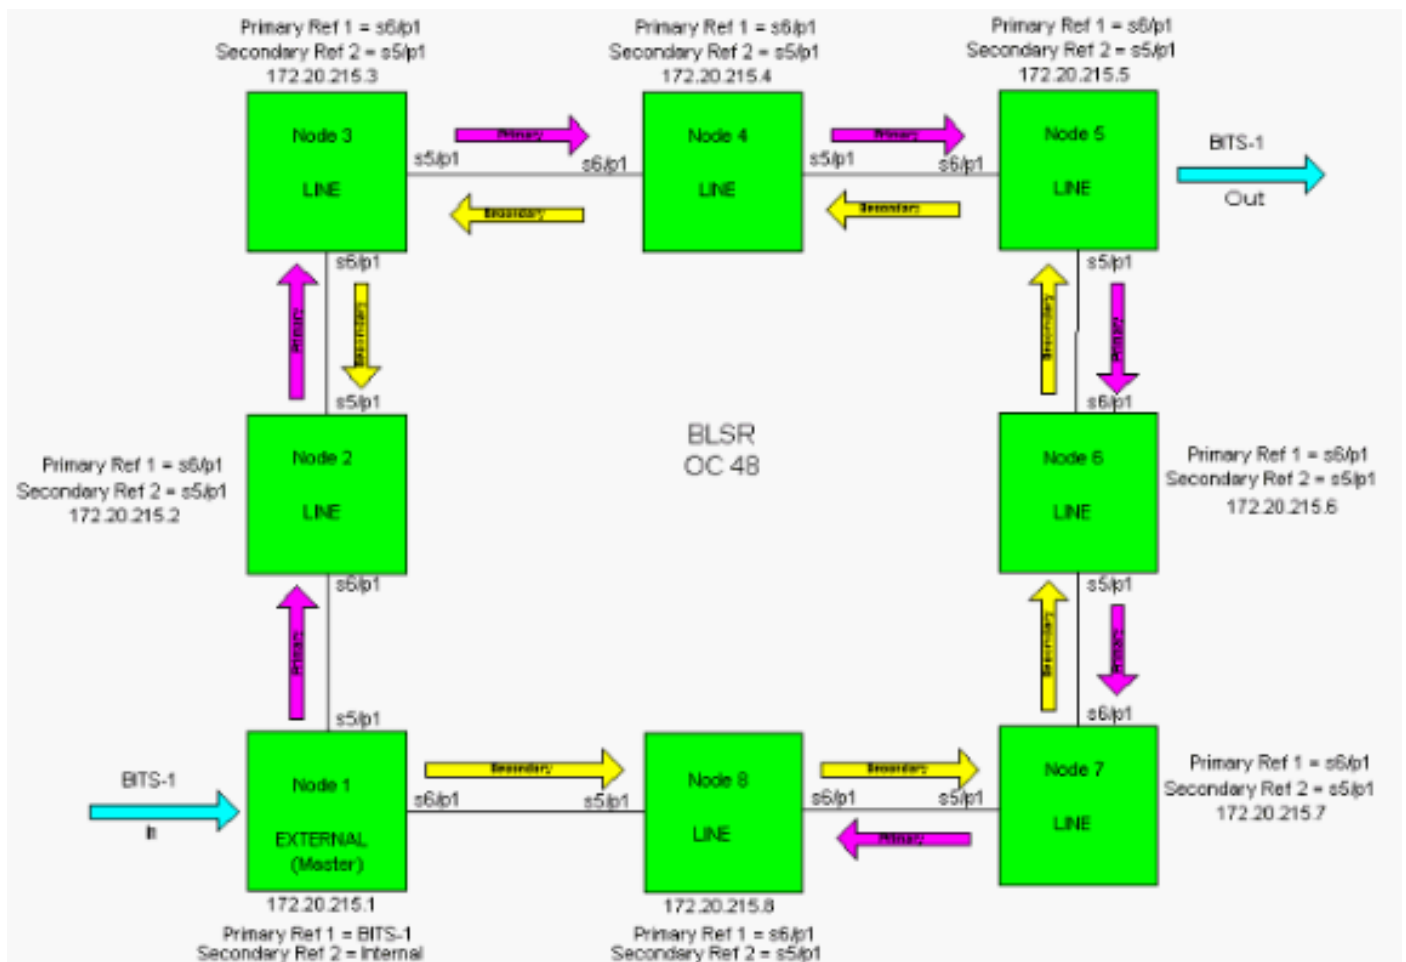 Primary Ref 1 = s6/p1
Secondary Ref 2 = s5/p1
172.20.215.3
Primary Ref 1 = s6/p1
Secondary Ref 2 = s5/p1
172.20.215.4
Primary Ref 1 = s6/p1
Secondary Ref 2 = s5/p1
172.20.215.5
Node 3
LINE
s5/p1
Primary
s6/p1
Secondary
Node 4
LINE
s5/p1
Primary
s6/p1
Secondary
Node 5
LINE
BITS-1
Out
s6/p1
Primary
Secondary
s5/p1
s5/p1
Secondary
Primary
s6/p1
Primary Ref 1 = s6/p1
Secondary Ref 2 = s5/p1
172.20.215.2
Node 2
LINE
BLSR
OC 48
Node 6
LINE
Primary Ref 1 = s6/p1
Secondary Ref 2 = s5/p1
172.20.215.6
s6/p1
Primary
s5/p1
s5/p1
Secondary
Primary
s6/p1
BITS-1
In
Node 1
EXTERNAL
(Master)
Secondary
s6/p1
s5/p1
Node 8
LINE
Secondary
s6/p1
s5/p1
Primary
Node 7
LINE
Primary Ref 1 = s6/p1
Secondary Ref 2 = s5/p1
172.20.215.7
172.20.215.1
Primary Ref 1 = BITS-1
Secondary Ref 2 = Internal
172.20.215.8
Primary Ref 1 = s6/p1
Secondary Ref 2 = s5/p1